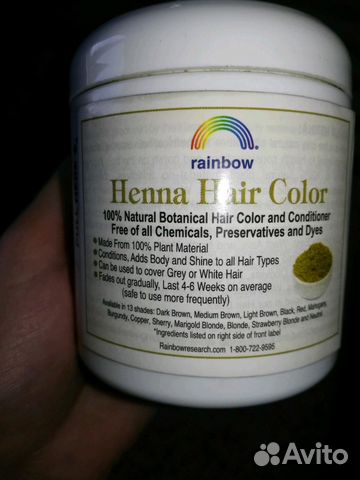 rainbow
Henna Hair Color
100% Natural Botanical Hair Color and Conditioner
Free of all Chemicals, Preservatives and Dyes
• Made From 100% Plant Material
• Conditions, Adds Body and Shine to all Hair Types
• Can be used to cover Grey or White Hair
• Fades out gradually, Last 4-6 Weeks on average
(safe to use more frequently)
Available in 13 shades: Dark Brown, Medium Brown, Light Brown, Black, Red, Mahogany,
Burgundy, Copper, Sherry, Marigold Blonde, Blonde, Strawberry Blonde and Neutral
*Ingredients listed on right side of front label
Rainbowresearch.com 1-800-722-9595
Avito